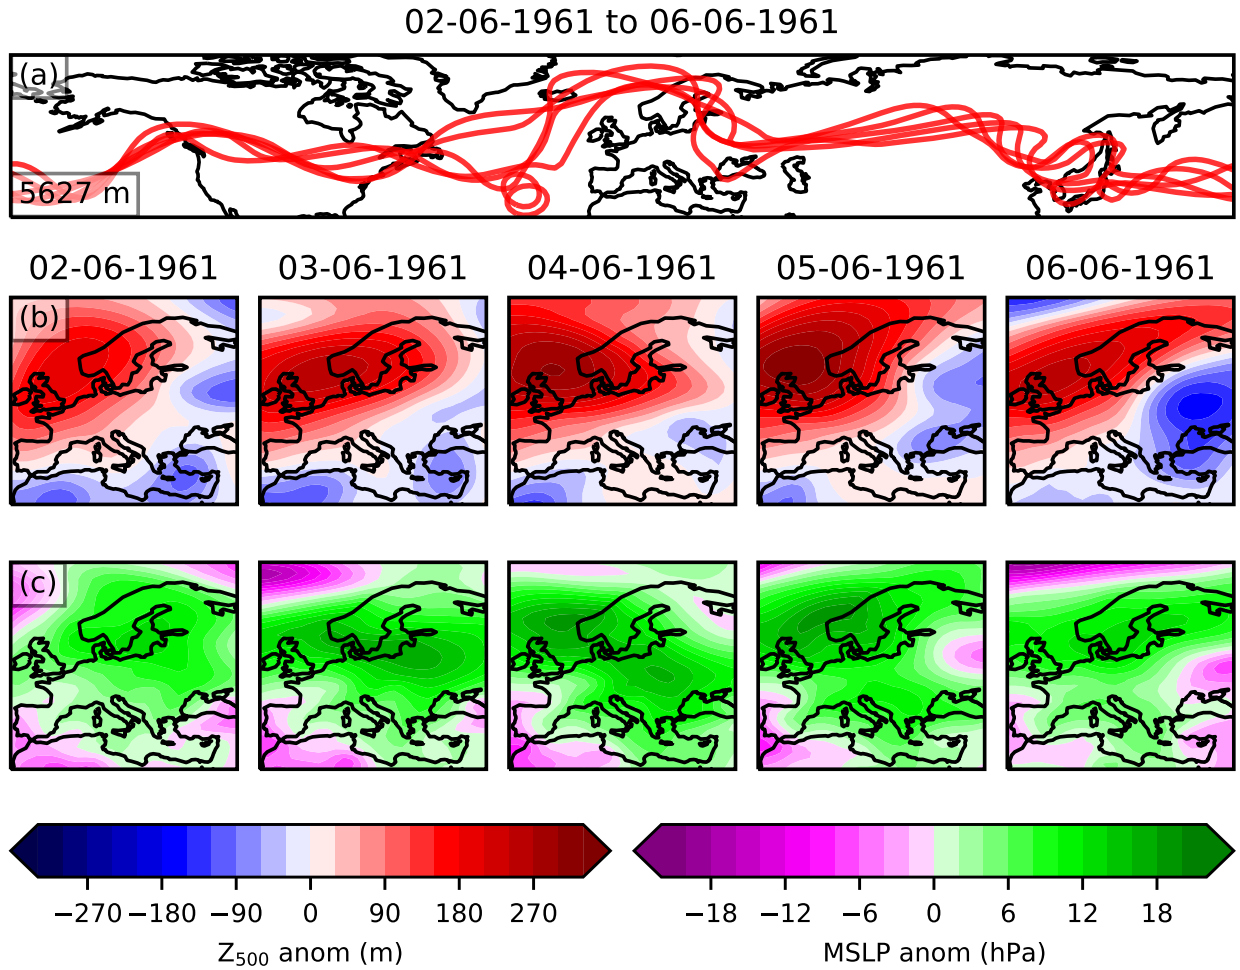 02-06-1961 to 06-06-1961
(a)
5627 m
02-06-1961 03-06-1961 04-06-1961 05-06-1961 06-06-1961
(b)
(c)
−270 −180 −90 0 90 180 270
Z500 anom (m)
−18 −12 −6 0 6 12 18
MSLP anom (hPa)